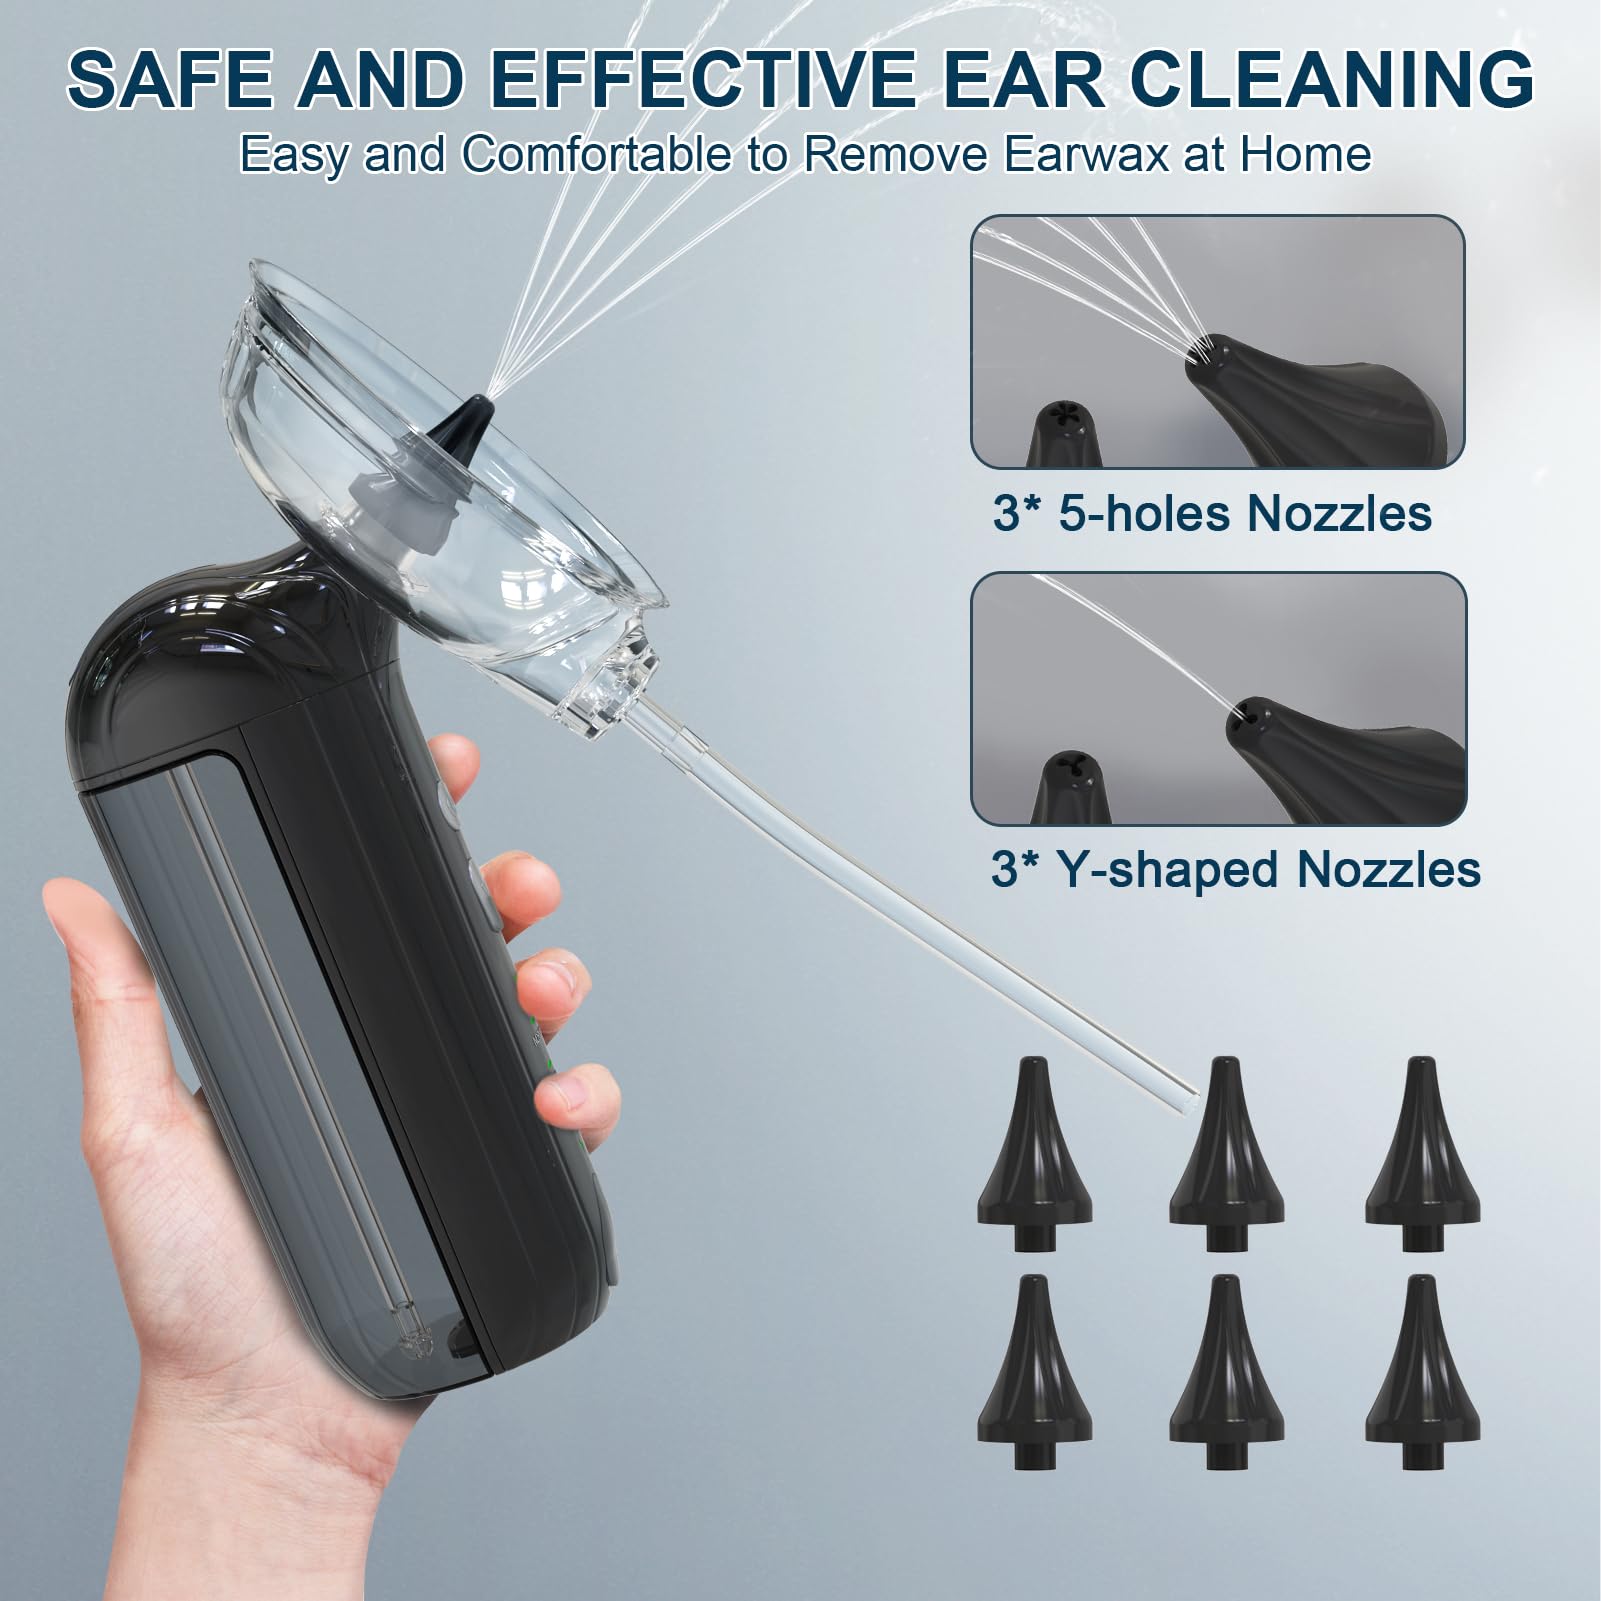 SAFE AND EFFECTIVE EAR CLEANING
Easy and Comfortable to Remove Earwax at Home
3* 5-holes Nozzles
3* Y-shaped Nozzles